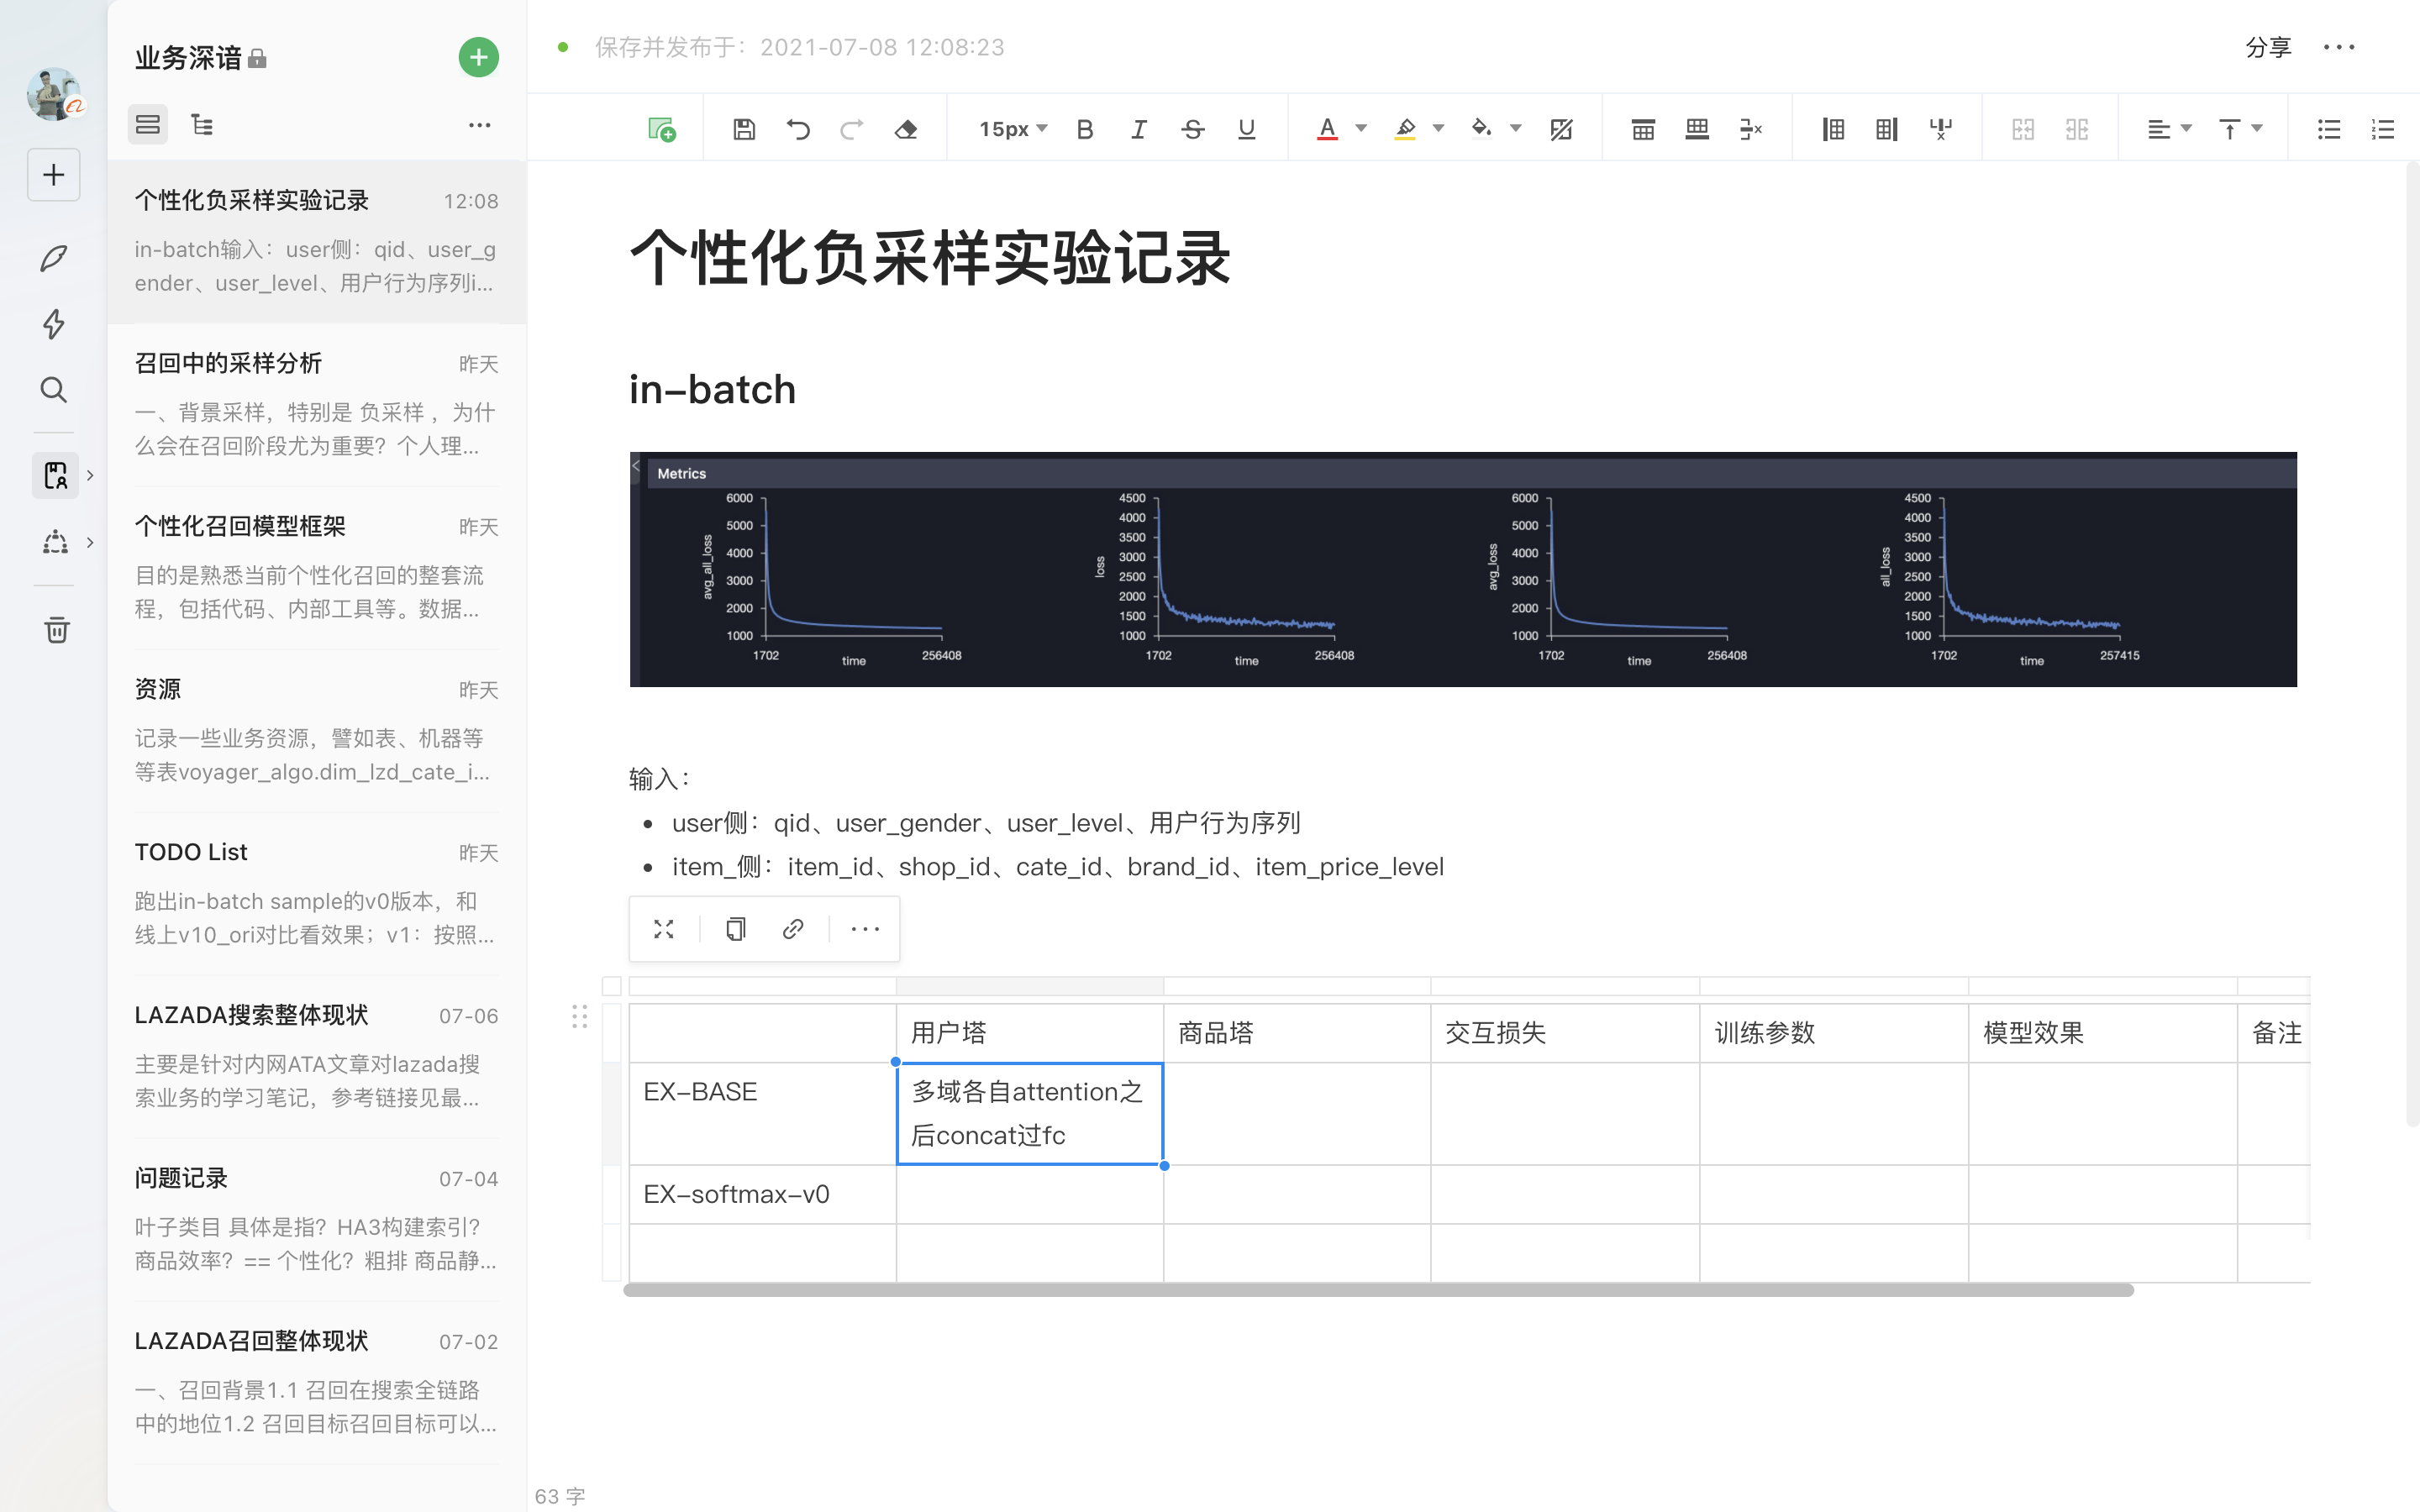 业务深谙
个性化负采样实验记录 12:08
in-batch输入：user侧：qid、user_g
ender、user_level、用户行为序列i...
召回中的采样分析 昨天
一、背景采样，特别是 负采样 ，为什
么会在召回阶段尤为重要？个人理...
个性化召回模型框架 昨天
目的是熟悉当前个性化召回的整套流
程，包括代码、内部工具等。数据...
资源 昨天
记录一些业务资源，譬如表、机器等
等表voyager_algo.dim_lzd_cate_i...
TODO List 昨天
跑出in-batch sample的v0版本，和
线上v10_ori对比看效果；v1：按照...
LAZADA搜索整体现状 07-06
主要是针对内网ATA文章对lazada搜
索业务的学习笔记，参考链接见最...
问题记录 07-04
叶子类目 具体是指？HA3构建索引？
商品效率？== 个性化？粗排 商品静...
LAZADA召回整体现状 07-02
一、召回背景1.1 召回在搜索全链路
中的地位1.2 召回目标召回目标可以...
保存并发布于：2021-07-08 12:08:23
分享
15px
个性化负采样实验记录
in-batch
Metrics
6000
5000
4000
3000
2000
1000
avg_all_loss
1702 time 256408
4500
4000
3500
3000
2500
2000
1500
1000
loss
1702 time 256408
6000
5000
4000
3000
2000
1000
avg_loss
1702 time 256408
4500
4000
3500
3000
2500
2000
1500
1000
all_loss
1702 time 257415
输入：
user侧：qid、user_gender、user_level、用户行为序列
item_侧：item_id、shop_id、cate_id、brand_id、item_price_level
用户塔 商品塔 交互损失 训练参数 模型效果 备注
EX-BASE 多域各自attention之
后concat过fc
EX-softmax-v0
63 字